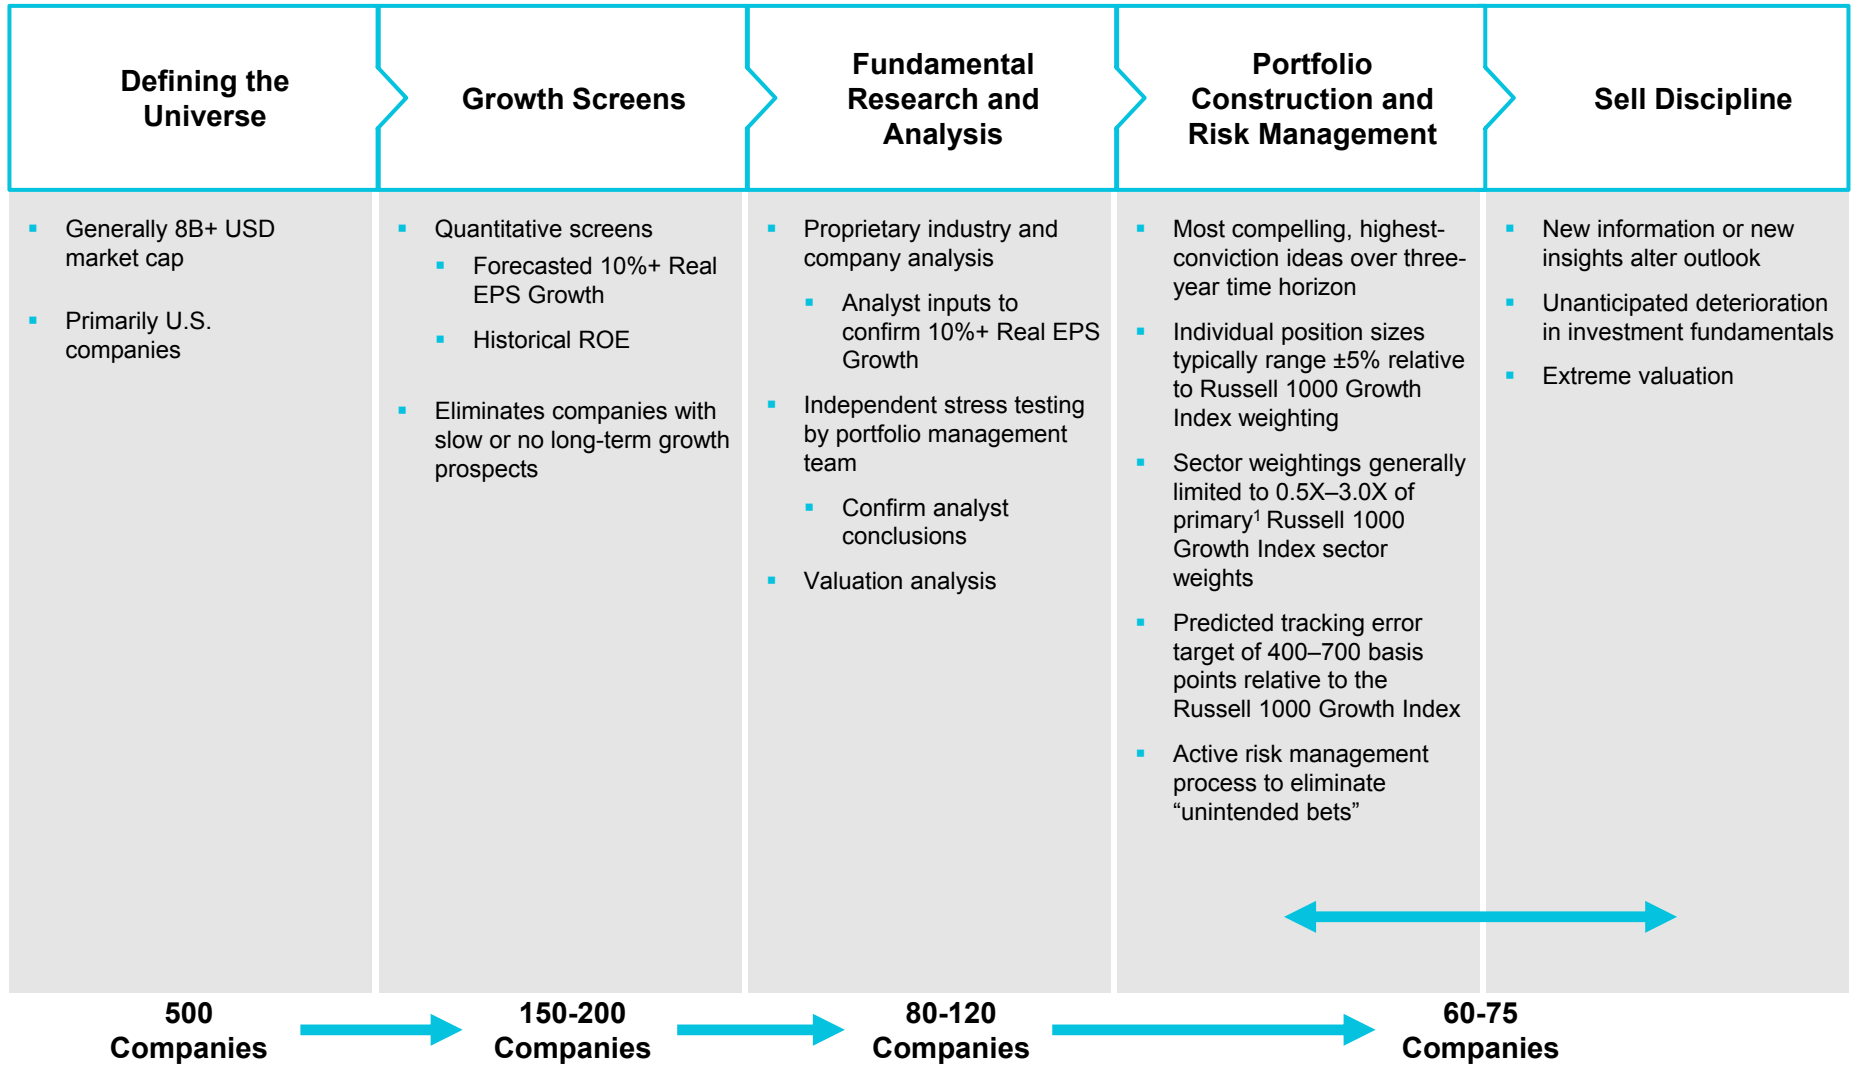 Defining the
Universe
Growth Screens
Fundamental
Research and
Analysis
Portfolio
Construction and
Risk Management
Sell Discipline
▪ Generally 8B+ USD
market cap
▪ Primarily U.S.
companies
▪ Quantitative screens
▪ Forecasted 10%+ Real
EPS Growth
▪ Historical ROE
▪ Eliminates companies with
slow or no long-term growth
prospects
▪ Proprietary industry and
company analysis
▪ Analyst inputs to
confirm 10%+ Real EPS
Growth
▪ Independent stress testing
by portfolio management
team
▪ Confirm analyst
conclusions
▪ Valuation analysis
▪ Most compelling, highest-
conviction ideas over three-
year time horizon
▪ Individual position sizes
typically range ±5% relative
to Russell 1000 Growth
Index weighting
▪ Sector weightings generally
limited to 0.5X–3.0X of
primary¹ Russell 1000
Growth Index sector
weights
▪ Predicted tracking error
target of 400–700 basis
points relative to the
Russell 1000 Growth Index
▪ Active risk management
process to eliminate
“unintended bets”
▪ New information or new
insights alter outlook
▪ Unanticipated deterioration
in investment fundamentals
▪ Extreme valuation
500
Companies
150-200
Companies
80-120
Companies
60-75
Companies